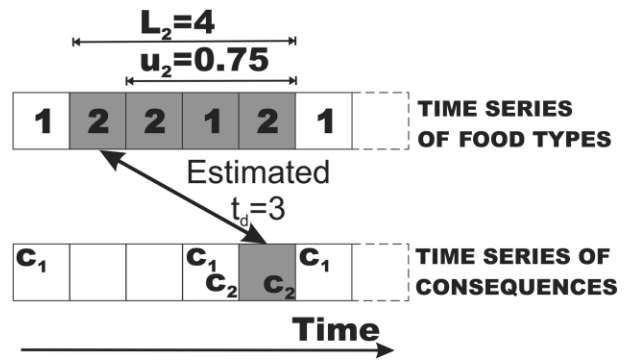 L₂=4
u₂=0.75
1 2 2 1 2 1
TIME SERIES
OF FOOD TYPES
Estimated
t_d=3
C₁ C₁ C₁
C₂ C₂
TIME SERIES OF
CONSEQUENCES
Time